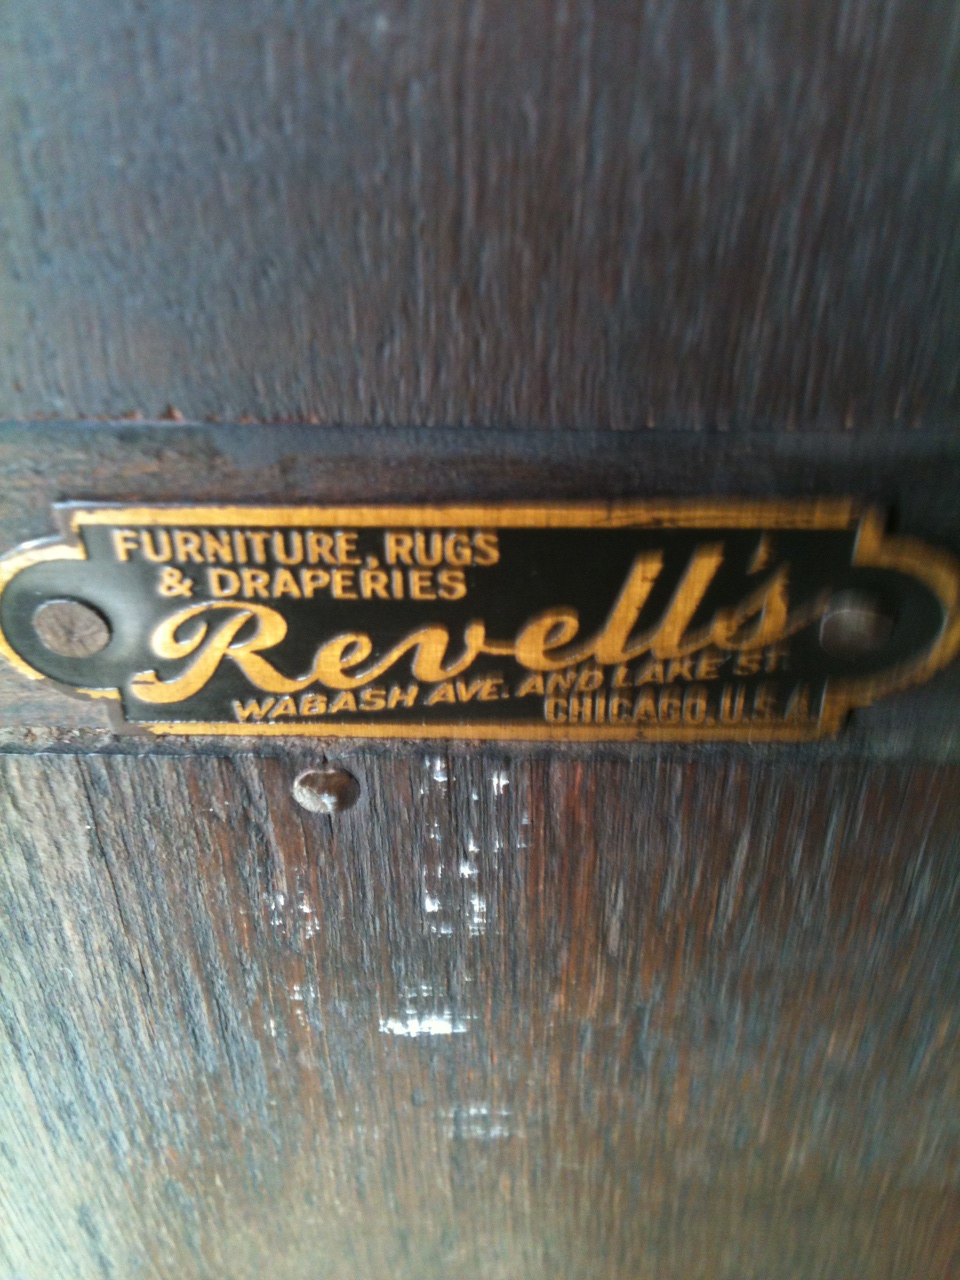 FURNITURE, RUGS
& DRAPERIES
Revell's
WABASH AVE. AND LAKE ST.
CHICAGO, U.S.A.